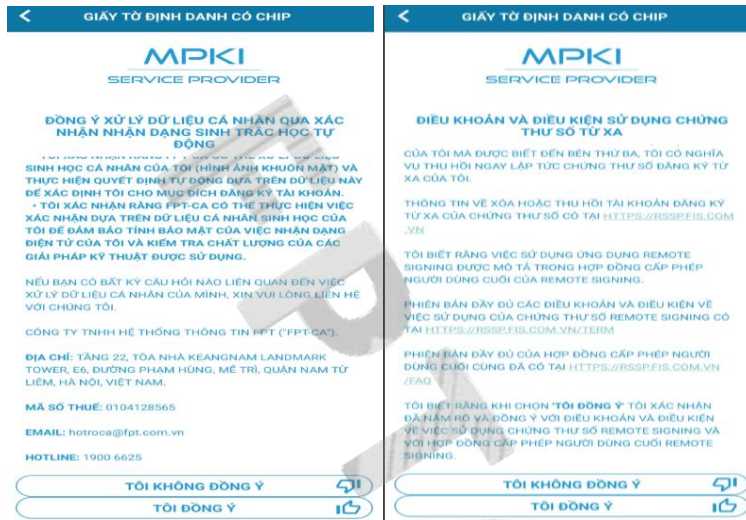 GIẤY TỜ ĐỊNH DANH CÓ CHIP
MPKI
SERVICE PROVIDER
ĐỒNG Ý XỬ LÝ DỮ LIỆU CÁ NHÂN QUA XÁC
NHẬN NHẬN DẠNG SINH TRẮC HỌC TỰ
ĐỘNG
SINH HỌC CÁ NHÂN CỦA TÔI (HÌNH ẢNH KHUÔN MẶT) VÀ
THỰC HIỆN QUYẾT ĐỊNH TỰ ĐỘNG DỰA TRÊN DỮ LIỆU NÀY
ĐỂ XÁC ĐỊNH TÔI CHO MỤC ĐÍCH ĐĂNG KÝ TÀI KHOẢN.
• TÔI XÁC NHẬN RẰNG FPT-CA CÓ THỂ THỰC HIỆN VIỆC
XÁC NHẬN DỰA TRÊN DỮ LIỆU CÁ NHÂN SINH HỌC CỦA
TÔI ĐỂ ĐẢM BẢO TÍNH BẢO MẬT CỦA VIỆC NHẬN DẠNG
ĐIỆN TỬ CỦA TÔI VÀ KIỂM TRA CHẤT LƯỢNG CỦA CÁC
GIẢI PHÁP KỸ THUẬT ĐƯỢC SỬ DỤNG.
NẾU BẠN CÓ BẤT KỲ CÂU HỎI NÀO LIÊN QUAN ĐẾN VIỆC
XỬ LÝ DỮ LIỆU CÁ NHÂN CỦA MÌNH, XIN VUI LÒNG LIÊN HỆ
VỚI CHÚNG TÔI.
CÔNG TY TNHH HỆ THỐNG THÔNG TIN FPT ("FPT-CA").
ĐỊA CHỈ: TẦNG 22, TÒA NHÀ KEANGNAM LANDMARK
TOWER, E6, ĐƯỜNG PHẠM HÙNG, MỄ TRÌ, QUẬN NAM TỪ
LIÊM, HÀ NỘI, VIỆT NAM.
MÃ SỐ THUẾ: 0104128565
EMAIL: hotroca@fpt.com.vn
HOTLINE: 1900 6625
TÔI KHÔNG ĐỒNG Ý
TÔI ĐỒNG Ý
GIẤY TỜ ĐỊNH DANH CÓ CHIP
MPKI
SERVICE PROVIDER
ĐIỀU KHOẢN VÀ ĐIỀU KIỆN SỬ DỤNG CHỨNG
THƯ SỐ TỪ XA
CỦA TÔI MÀ ĐƯỢC BIẾT ĐẾN BÊN THỨ BA, TÔI CÓ NGHĨA
VỤ THU HỒI NGAY LẬP TỨC CHỨNG THƯ SỐ ĐĂNG KÝ TỪ
XA CỦA TÔI.
THÔNG TIN VỀ XÓA HOẶC THU HỒI TÀI KHOẢN ĐĂNG KÝ
TỪ XA CỦA CHỨNG THƯ SỐ CÓ TẠI HTTPS://RSSP.FIS.COM
.VN
TÔI BIẾT RẰNG VIỆC SỬ DỤNG ỨNG DỤNG REMOTE
SIGNING ĐƯỢC MÔ TẢ TRONG HỢP ĐỒNG CẤP PHÉP
NGƯỜI DÙNG CUỐI CỦA REMOTE SIGNING.
PHIÊN BẢN ĐẦY ĐỦ CÁC ĐIỀU KHOẢN VÀ ĐIỀU KIỆN VỀ
VIỆC SỬ DỤNG CỦA CHỨNG THƯ SỐ REMOTE SIGNING CÓ
TẠI HTTPS://RSSP.FIS.COM.VN/TERM
PHIÊN BẢN ĐẦY ĐỦ CỦA HỢP ĐỒNG CẤP PHÉP NGƯỜI
DÙNG CUỐI CÙNG ĐÃ CÓ TẠI HTTPS://RSSP.FIS.COM.VN
/FAQ
TÔI BIẾT RẰNG KHI CHỌN 'TÔI ĐỒNG Ý' TÔI XÁC NHẬN
ĐÃ NẮM RÕ VÀ ĐỒNG Ý VỚI ĐIỀU KHOẢN VÀ ĐIỀU KIỆN
VỀ VIỆC SỬ DỤNG CHỨNG THƯ SỐ REMOTE SIGNING VÀ
VỚI HỢP ĐỒNG CẤP PHÉP NGƯỜI DÙNG CUỐI REMOTE
SIGNING.
TÔI KHÔNG ĐỒNG Ý
TÔI ĐỒNG Ý